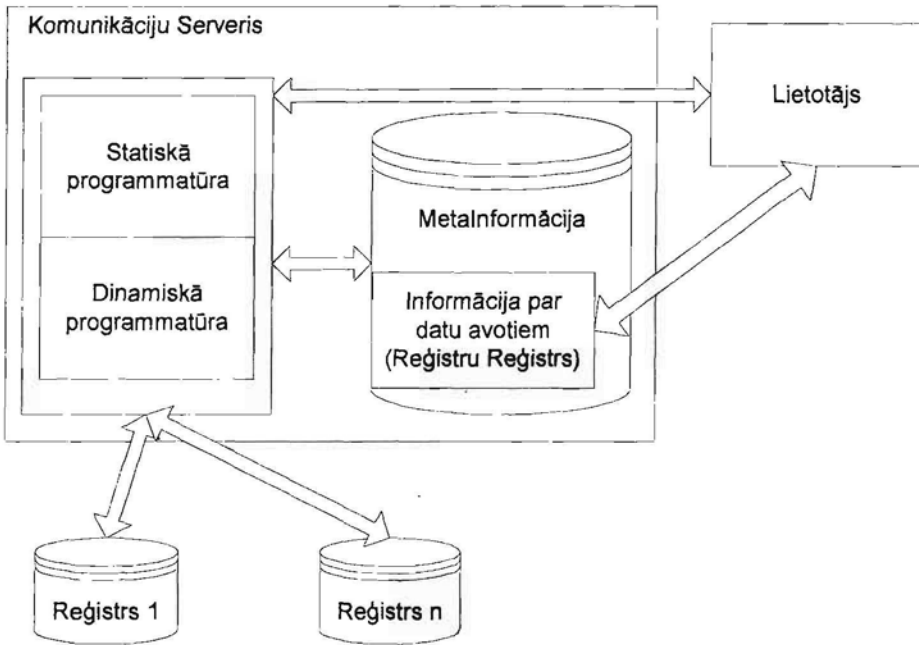 Komunikāciju Serveris
Lietotājs
Statiskā
programmatūra
MetaInformācija
Dinamiskā
programmatūra
Informācija par
datu avotiem
(Reģistru Reģistrs)
Reģistrs 1
Reģistrs n